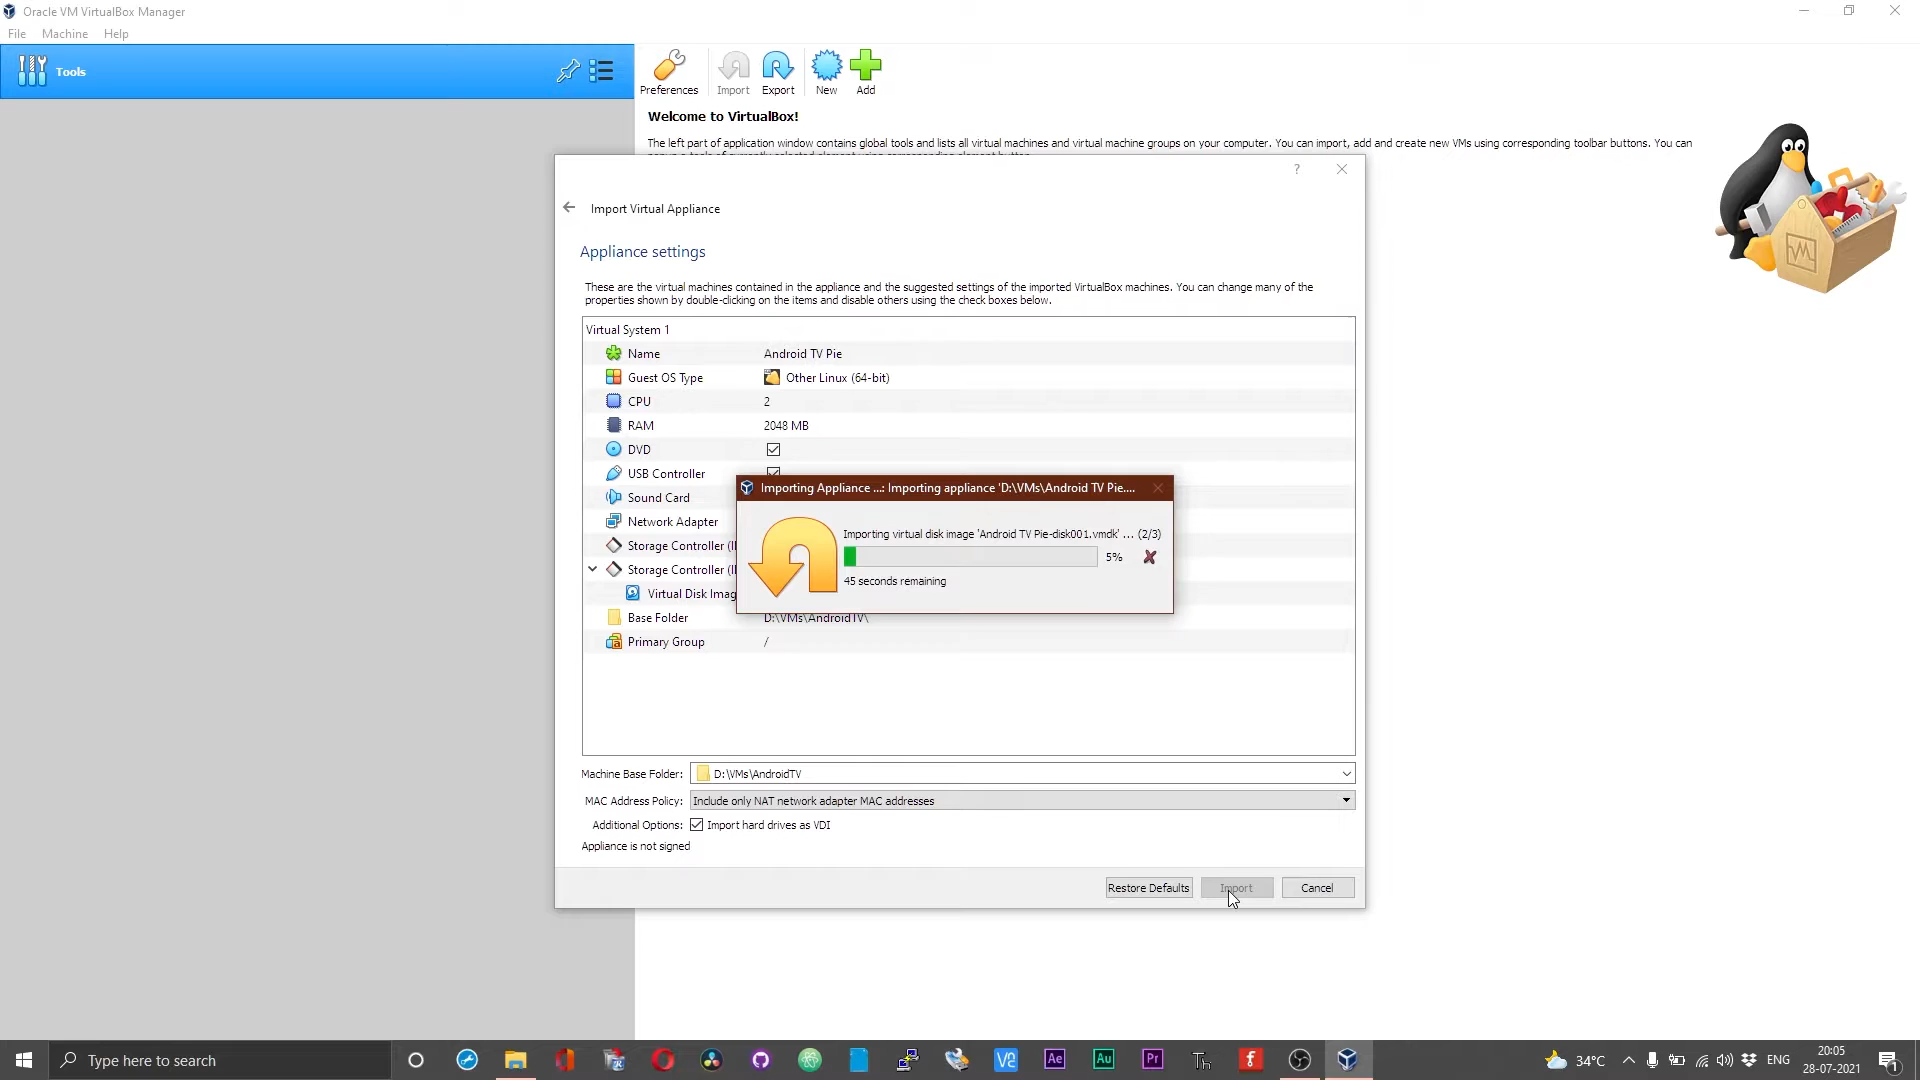 Oracle VM VirtualBox Manager
File Machine Help
Tools
Preferences Import Export New Add
Welcome to VirtualBox!
The left part of application window contains global tools and lists all virtual machines and virtual machine groups on your computer. You can import, add and create new VMs using corresponding toolbar buttons. You can
Import Virtual Appliance
Appliance settings
These are the virtual machines contained in the appliance and the suggested settings of the imported VirtualBox machines. You can change many of the
properties shown by double-clicking on the items and disable others using the check boxes below.
Virtual System 1
Name Android TV Pie
Guest OS Type Other Linux (64-bit)
CPU 2
RAM 2048 MB
DVD
USB Controller
Sound Card
Network Adapter
Storage Controller (I
Storage Controller (I
Virtual Disk Imag
Base Folder D:\VMs\AndroidTV\
Primary Group /
Importing Appliance ...: Importing appliance 'D:\VMs\Android TV Pie....
Importing virtual disk image 'Android TV Pie-disk001.vmdk' ... (2/3)
5%
45 seconds remaining
Machine Base Folder: D:\VMs\AndroidTV
MAC Address Policy: Include only NAT network adapter MAC addresses
Additional Options: Import hard drives as VDI
Appliance is not signed
Restore Defaults Import Cancel
Type here to search
Ae Au Pr Th
34°C ENG
20:05
28-07-2021
1